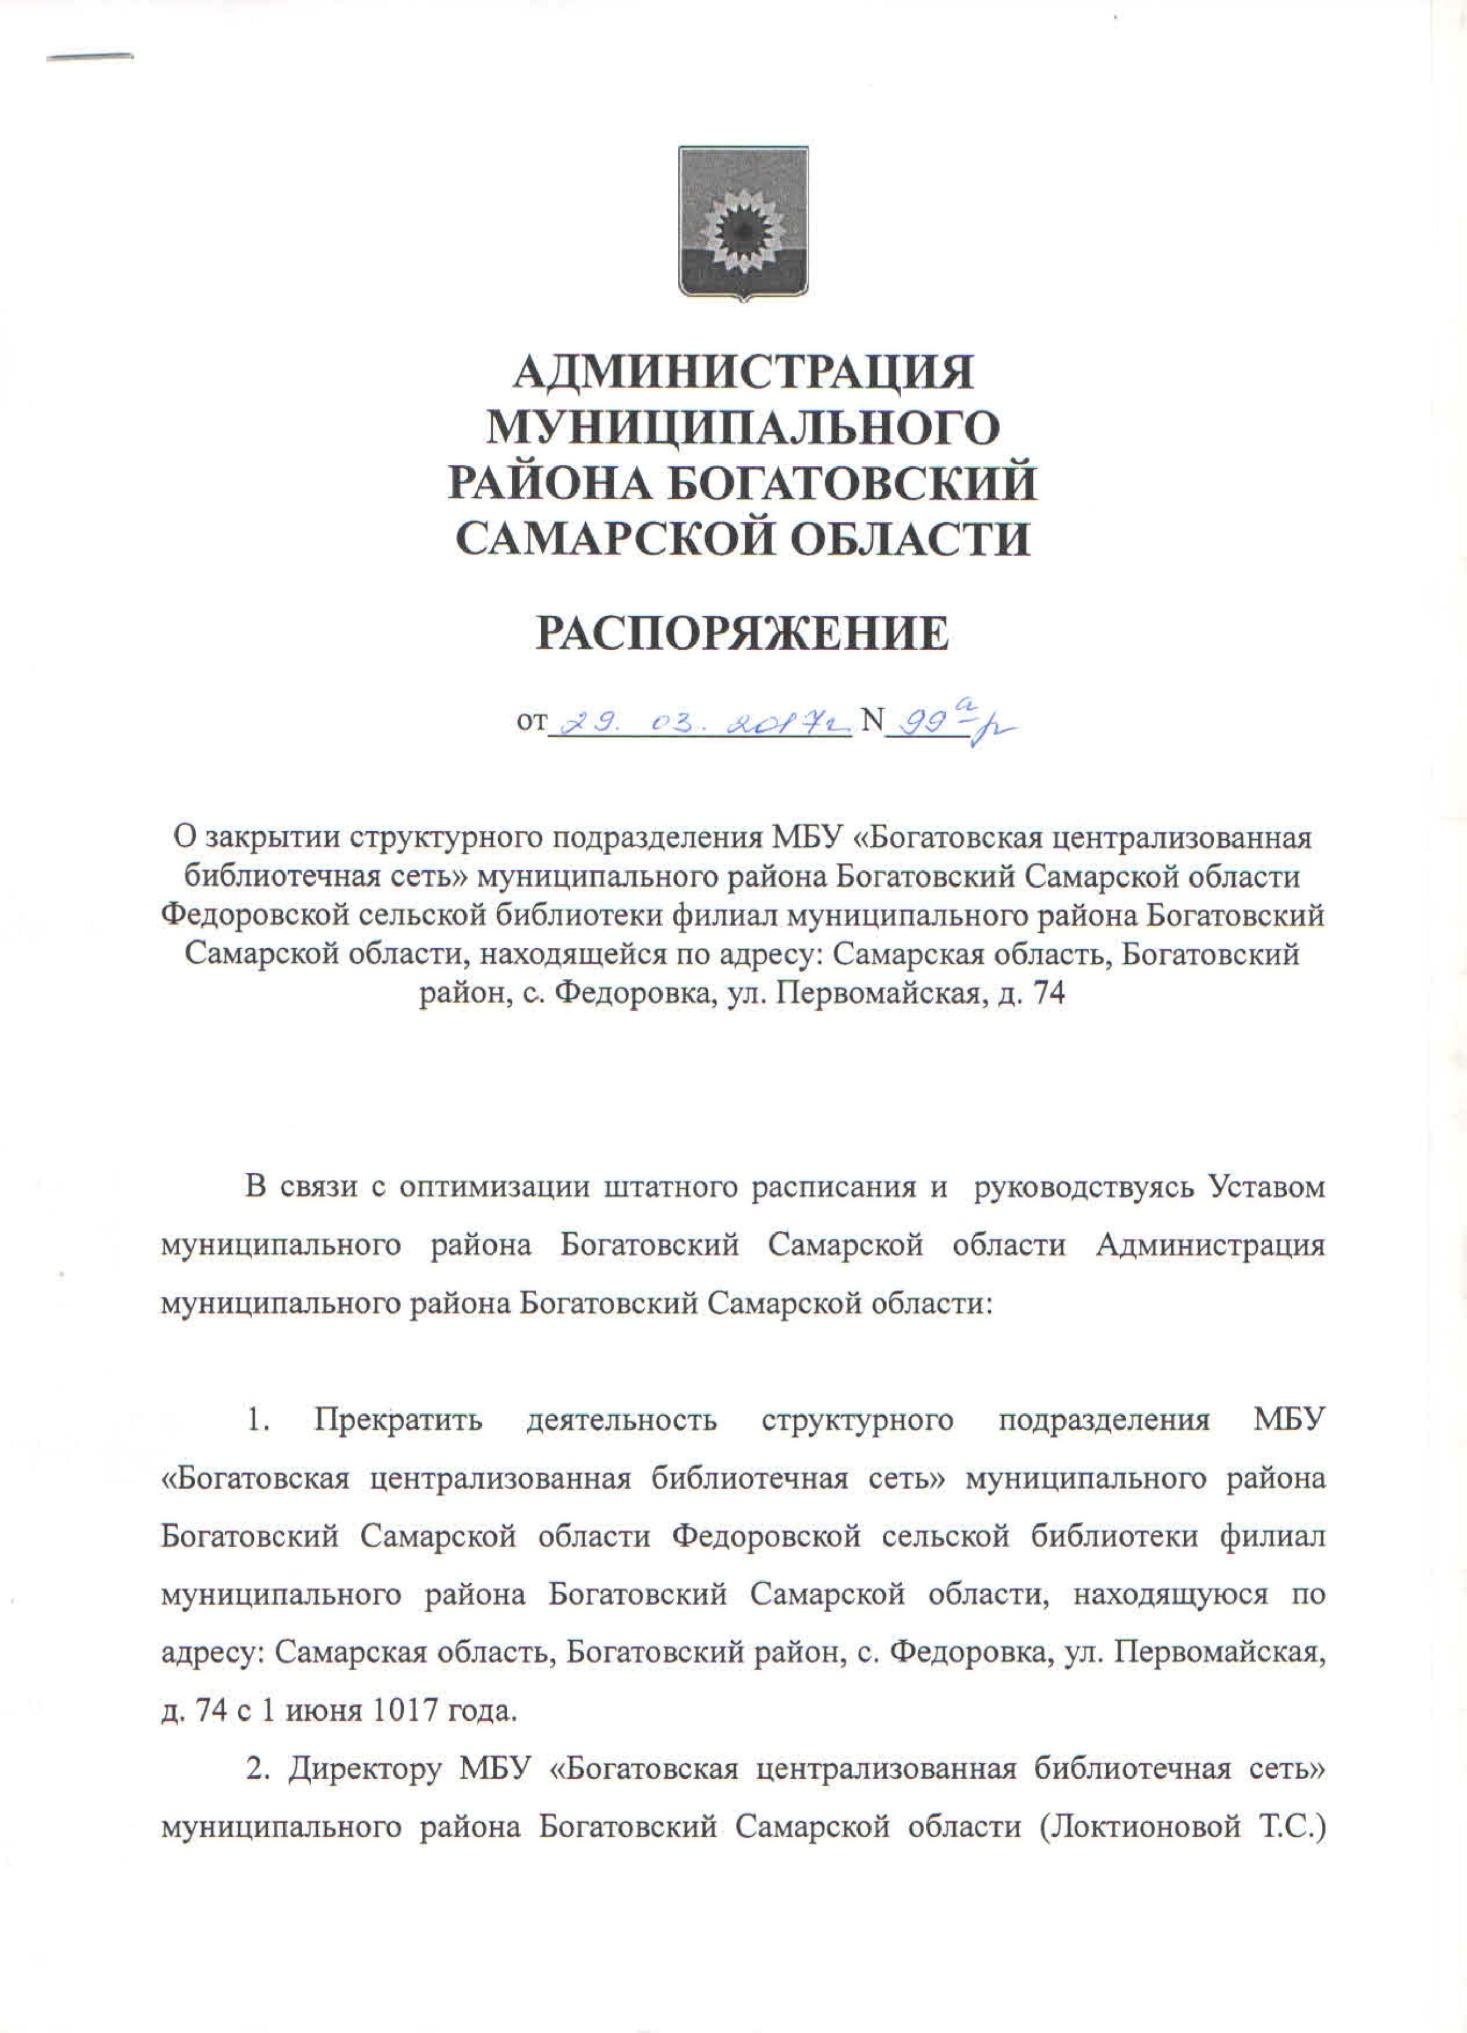 АДМИНИСТРАЦИЯ
МУНИЦИПАЛЬНОГО
РАЙОНА БОГАТОВСКИЙ
САМАРСКОЙ ОБЛАСТИ
РАСПОРЯЖЕНИЕ
от 29. 03. 2017г N 99а-р
О закрытии структурного подразделения МБУ «Богатовская централизованная
библиотечная сеть» муниципального района Богатовский Самарской области
Федоровской сельской библиотеки филиал муниципального района Богатовский
Самарской области, находящейся по адресу: Самарская область, Богатовский
район, с. Федоровка, ул. Первомайская, д. 74
В связи с оптимизации штатного расписания и руководствуясь Уставом
муниципального района Богатовский Самарской области Администрация
муниципального района Богатовский Самарской области:
1. Прекратить деятельность структурного подразделения МБУ
«Богатовская централизованная библиотечная сеть» муниципального района
Богатовский Самарской области Федоровской сельской библиотеки филиал
муниципального района Богатовский Самарской области, находящуюся по
адресу: Самарская область, Богатовский район, с. Федоровка, ул. Первомайская,
д. 74 с 1 июня 1017 года.
2. Директору МБУ «Богатовская централизованная библиотечная сеть»
муниципального района Богатовский Самарской области (Локтионовой Т.С.)